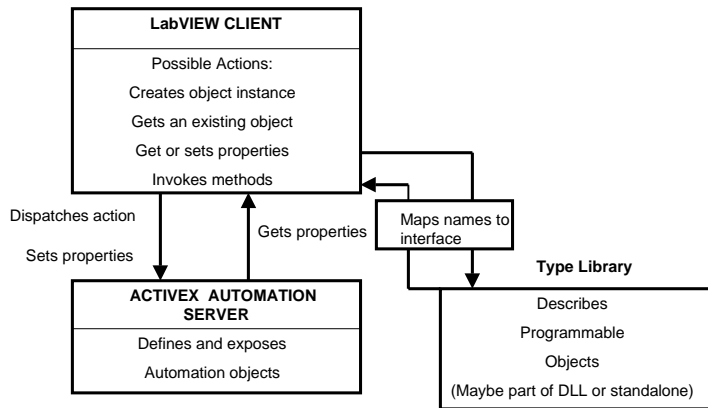 LabVIEW CLIENT
Possible Actions:
Creates object instance
Gets an existing object
Get or sets properties
Invokes methods
Dispatches action
Sets properties
Gets properties
Maps names to
interface
ACTIVEX AUTOMATION
SERVER
Defines and exposes
Automation objects
Type Library
Describes
Programmable
Objects
(Maybe part of DLL or standalone)